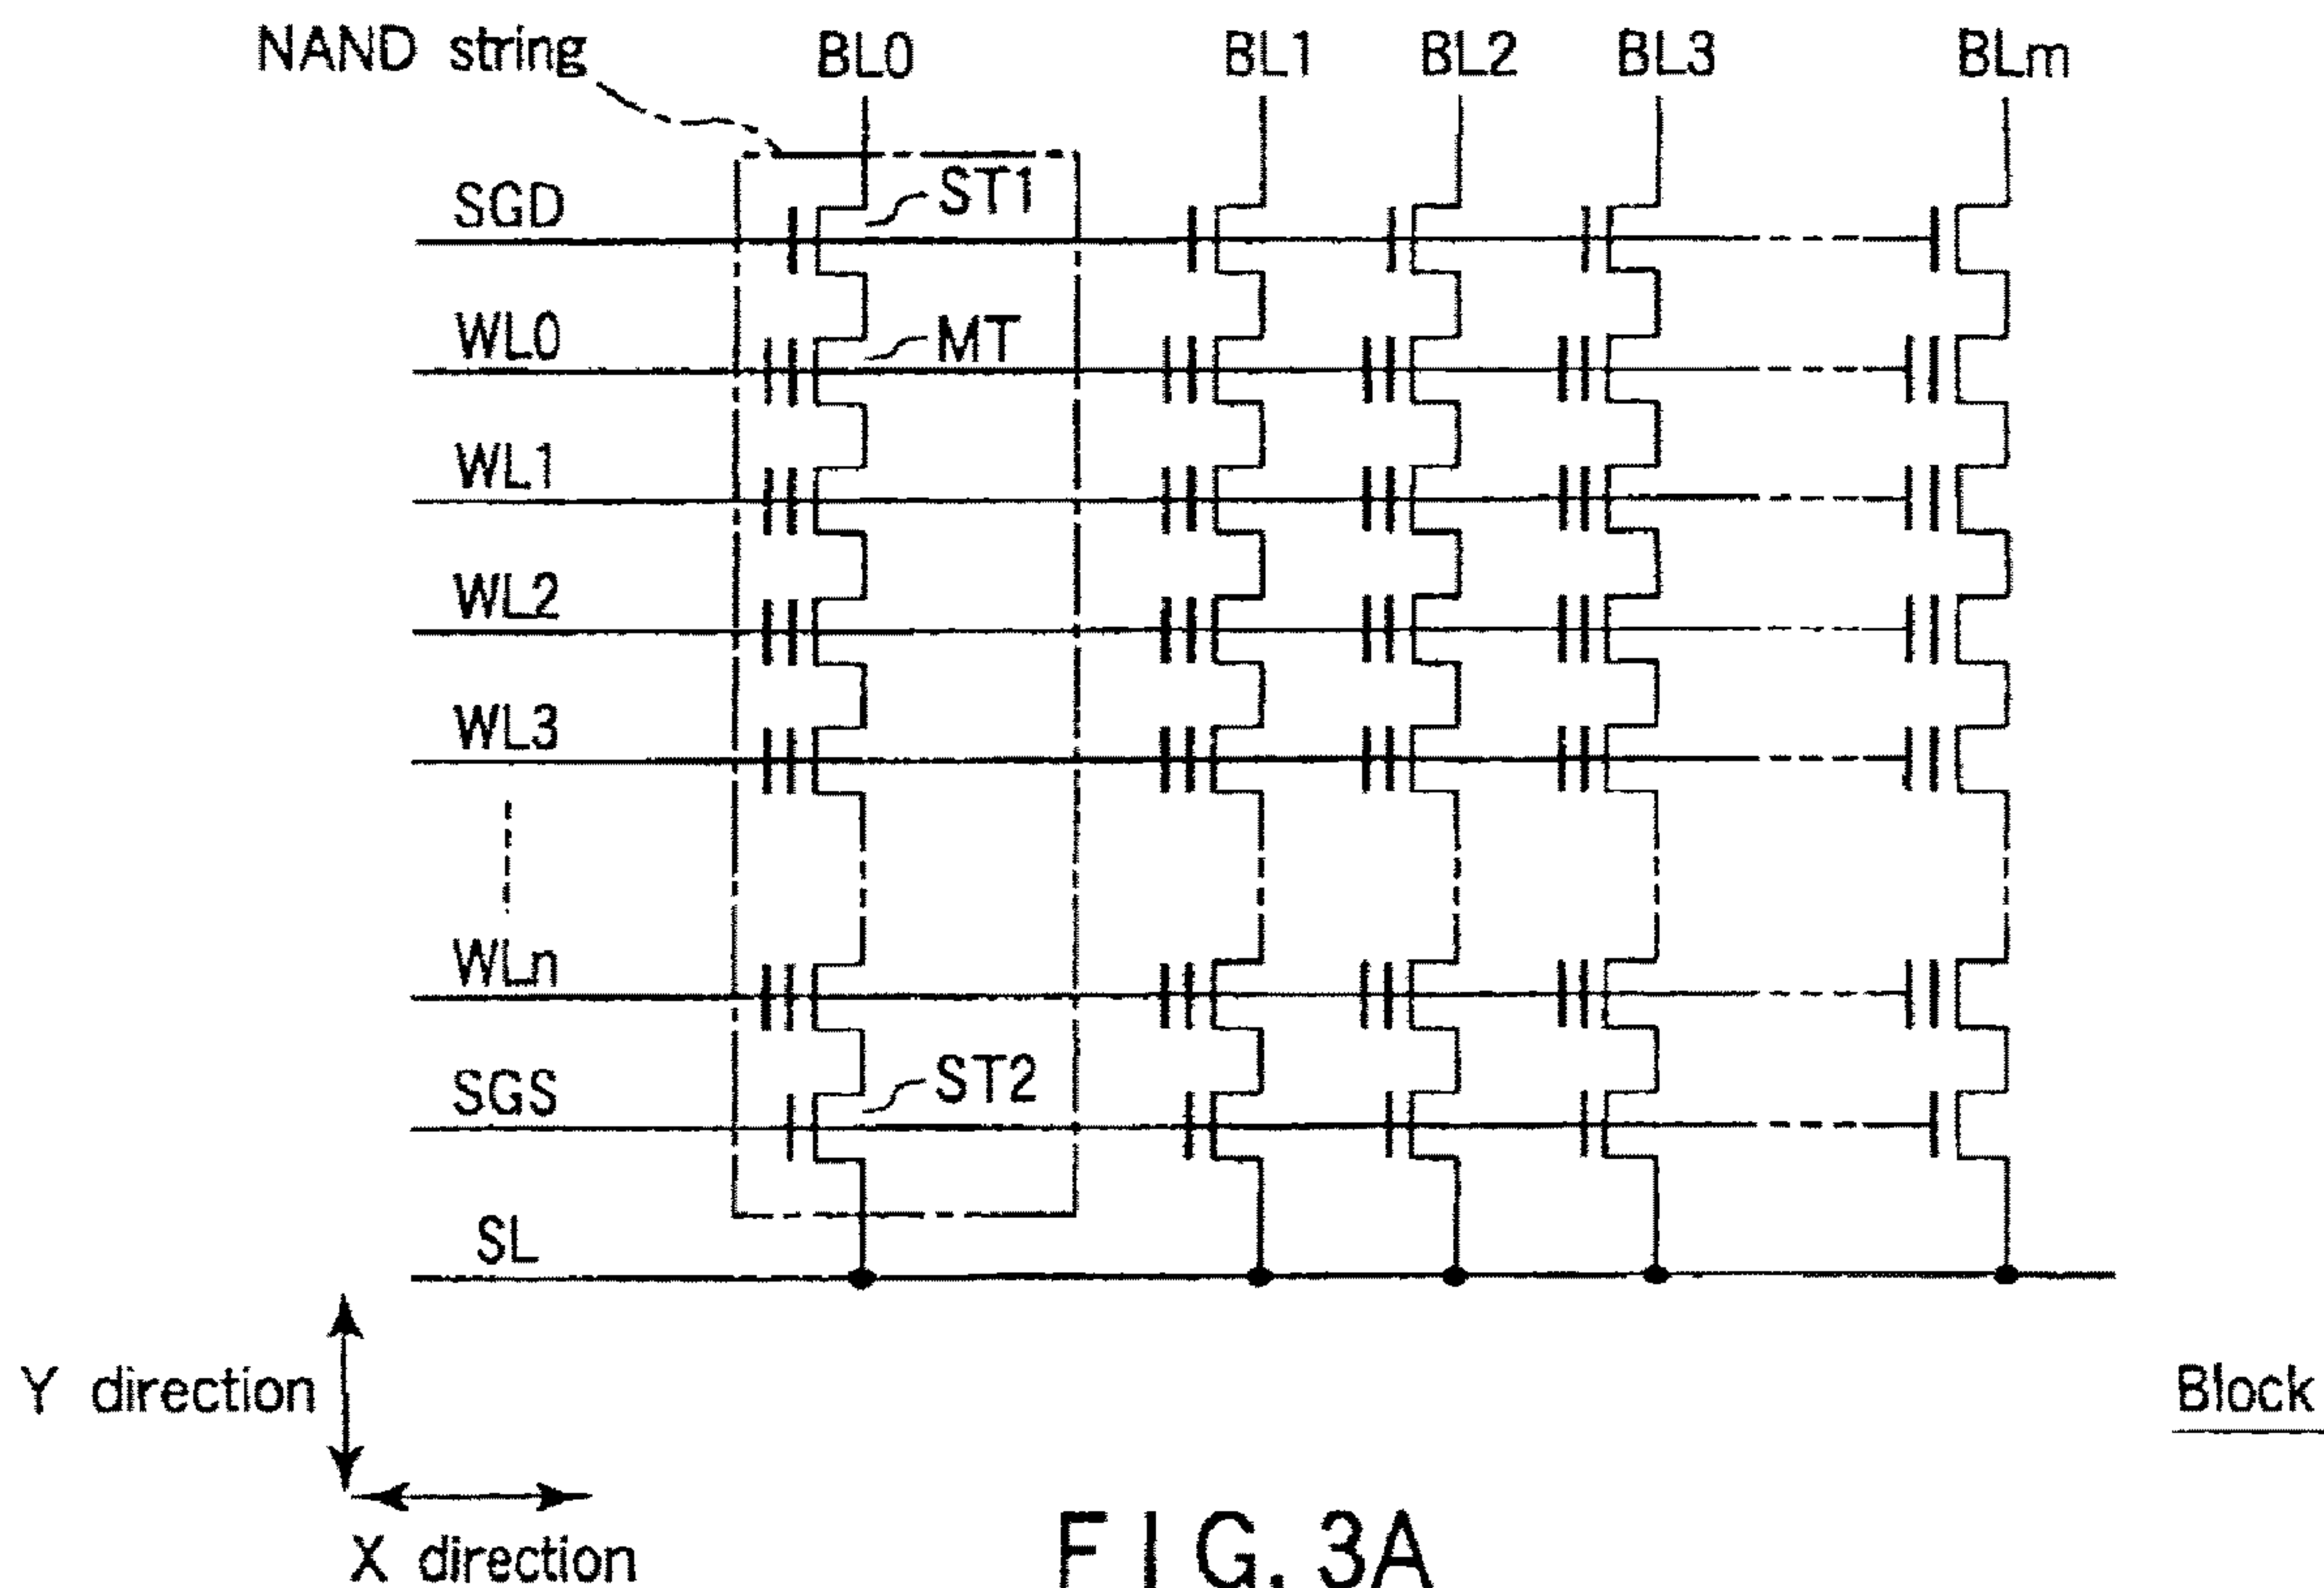 NAND string
BL0 BL1 BL2 BL3 BLm
SGD
ST1
WL0
MT
WL1
WL2
WL3
WLn
SGS
ST2
SL
Y direction
X direction
Block
FIG. 3A